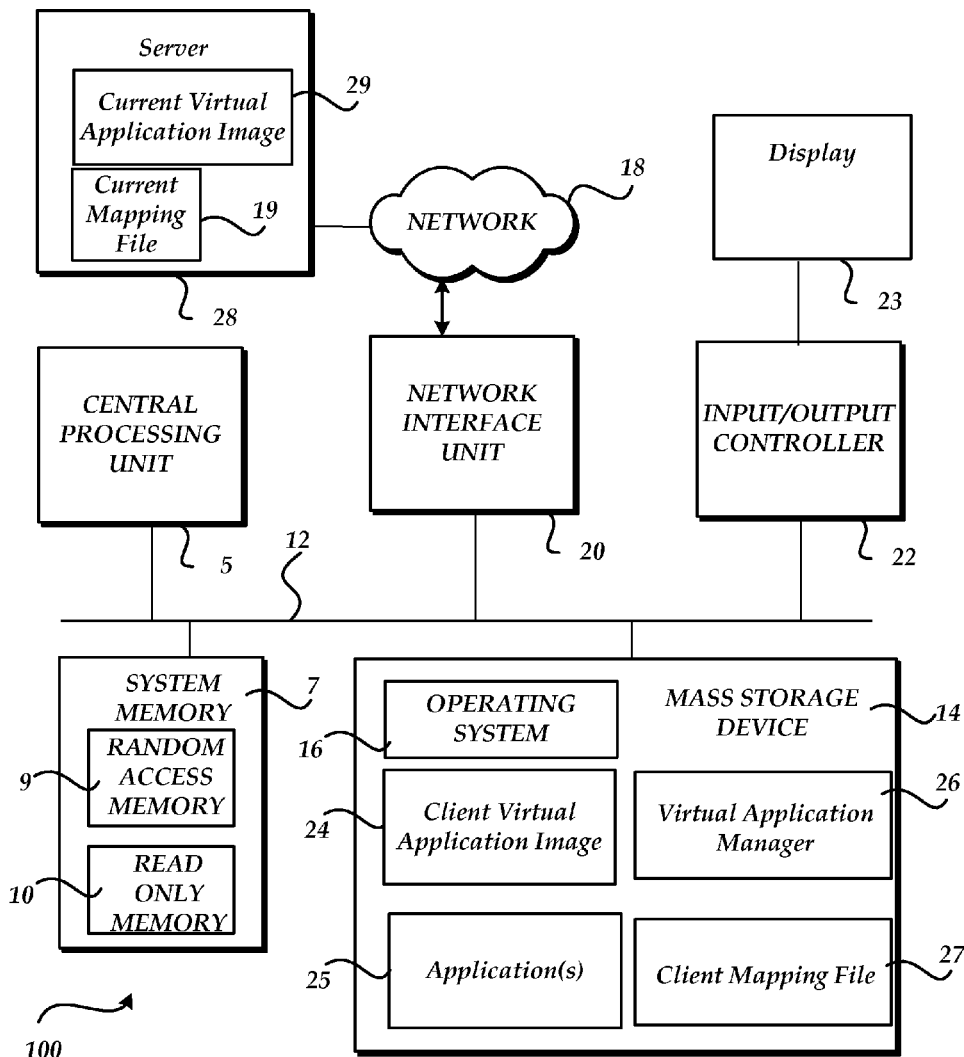 Server
Current Virtual
Application Image
29
Current
Mapping
File
19
28
NETWORK
18
Display
23
CENTRAL
PROCESSING
UNIT
5
NETWORK
INTERFACE
UNIT
20
INPUT/OUTPUT
CONTROLLER
22
12
SYSTEM
MEMORY
7
RANDOM
ACCESS
MEMORY
9
READ
ONLY
MEMORY
10
OPERATING
SYSTEM
16
MASS STORAGE
DEVICE
14
Client Virtual
Application Image
24
Virtual Application
Manager
26
Application(s)
25
Client Mapping File
27
100